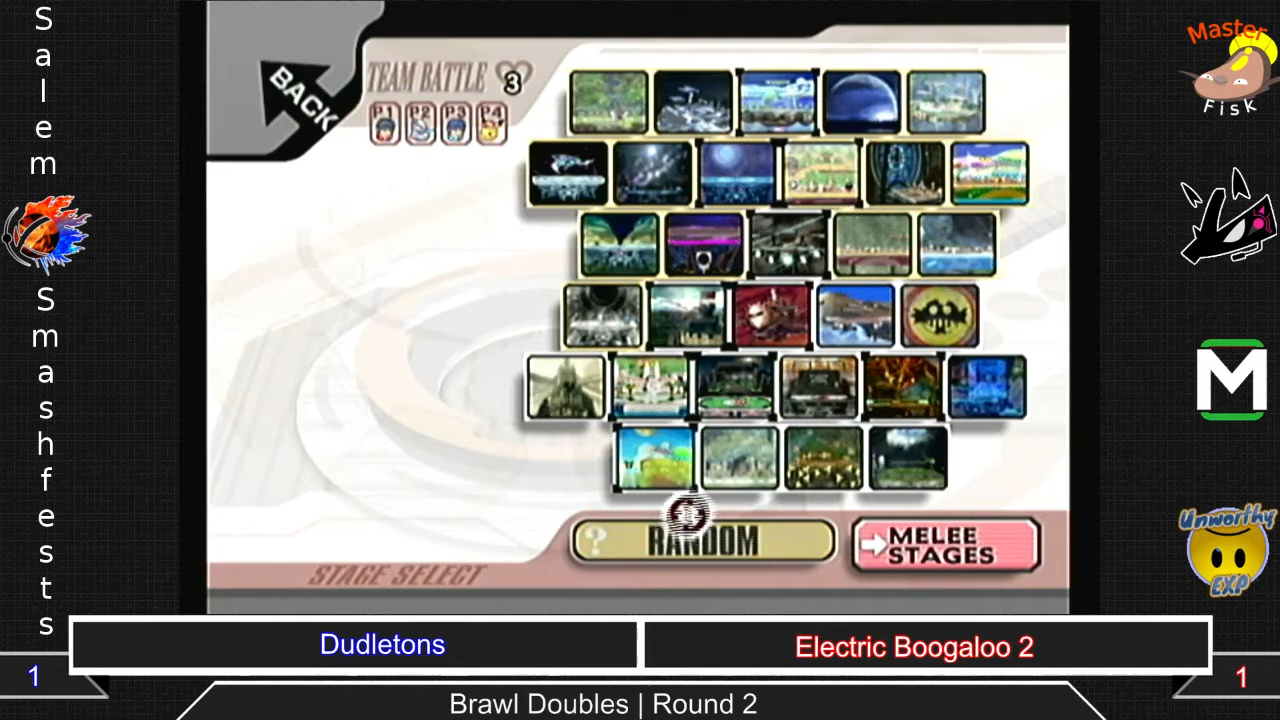 Salem
Smashfests
BACK
TEAM BATTLE 3
P1 P2 P3 P4
RANDOM
?
MELEE
STAGES
STAGE SELECT
Master
Fisk
M
Unworthy
EXP
Dudletons
Electric Boogaloo 2
1
1
Brawl Doubles | Round 2